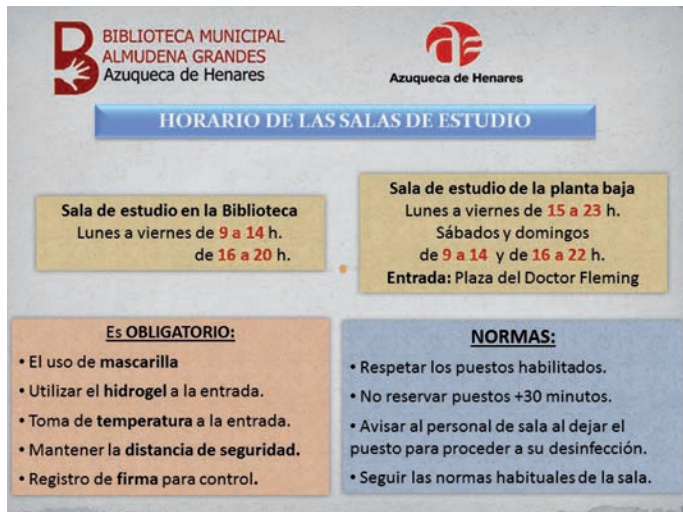 BIBLIOTECA MUNICIPAL
ALMUDENA GRANDES
Azuqueca de Henares
Azuqueca de Henares
HORARIO DE LAS SALAS DE ESTUDIO
Sala de estudio en la Biblioteca
Lunes a viernes de 9 a 14 h.
de 16 a 20 h.
Sala de estudio de la planta baja
Lunes a viernes de 15 a 23 h.
Sábados y domingos
de 9 a 14 y de 16 a 22 h.
Entrada: Plaza del Doctor Fleming
Es OBLIGATORIO:
• El uso de mascarilla
• Utilizar el hidrogel a la entrada.
• Toma de temperatura a la entrada.
• Mantener la distancia de seguridad.
• Registro de firma para control.
NORMAS:
• Respetar los puestos habilitados.
• No reservar puestos +30 minutos.
• Avisar al personal de sala al dejar el
puesto para proceder a su desinfección.
• Seguir las normas habituales de la sala.